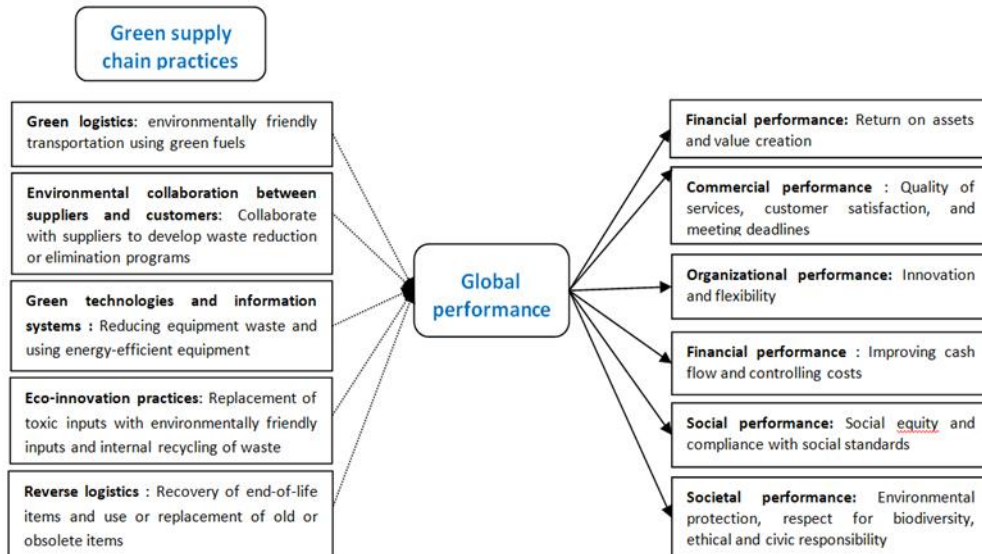 Green supply
chain practices
Green logistics: environmentally friendly
transportation using green fuels
Environmental collaboration between
suppliers and customers: Collaborate
with suppliers to develop waste reduction
or elimination programs
Green technologies and information
systems : Reducing equipment waste and
using energy-efficient equipment
Eco-innovation practices: Replacement of
toxic inputs with environmentally friendly
inputs and internal recycling of waste
Reverse logistics : Recovery of end-of-life
items and use or replacement of old or
obsolete items
Global
performance
Financial performance: Return on assets
and value creation
Commercial performance : Quality of
services, customer satisfaction, and
meeting deadlines
Organizational performance: Innovation
and flexibility
Financial performance : Improving cash
flow and controlling costs
Social performance: Social equity and
compliance with social standards
Societal performance: Environmental
protection, respect for biodiversity,
ethical and civic responsibility